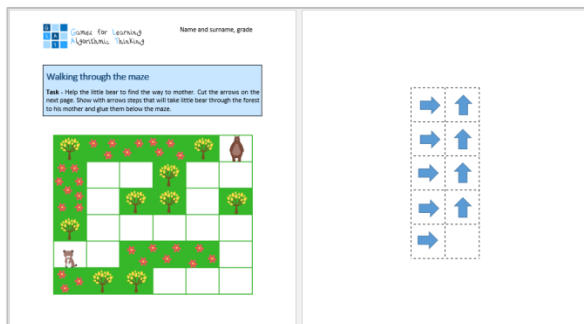 G L
A T
Games for Learning
Algorithmic Thinking
Name and surname, grade
Walking through the maze
Task - Help the little bear to find the way to mother. Cut the arrows on the
next page. Show with arrows steps that will take little bear through the forest
to his mother and glue them below the maze.